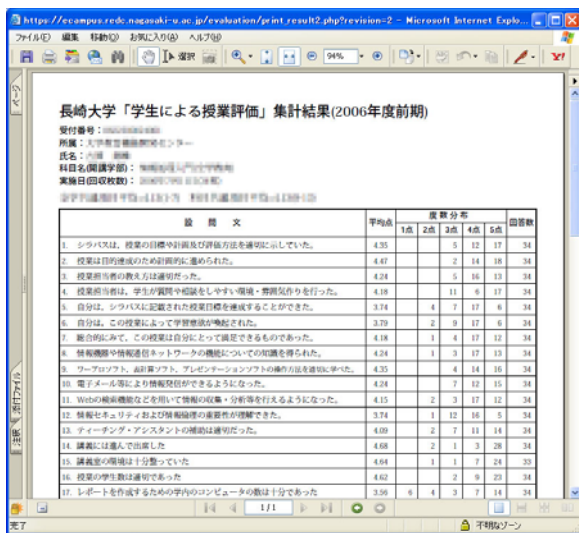 https://ecampus.redc.nagasaki-u.ac.jp/evaluation/print_result2.php?revision=2 - Microsoft Internet Explo...
ファイル(F) 編集 移動(O) お気に入り(A) ヘルプ(H)
選択 94%
ページ
長崎大学「学生による授業評価」集計結果(2006年度前期)
受付番号:
所属:
氏名:
科目名(開講学部):
実施日(回収枚数):
設問文 平均点 度数分布 回答数
1点 2点 3点 4点 5点
1. シラバスは、授業の目標や計画及び評価方法を適切に示していた。 4.35 5 12 17 34
2. 授業は目的達成のため計画的に進められた。 4.47 2 14 18 34
3. 授業担当者の教え方は適切だった。 4.24 5 16 13 34
4. 授業担当者は、学生が質問や相談をしやすい環境・雰囲気作りを行った。 4.18 11 6 17 34
5. 自分は、シラバスに記載された授業目標を達成することができた。 3.74 4 7 17 6 34
6. 自分は、この授業によって学習意欲が喚起された。 3.79 2 9 17 6 34
7. 総合的にみて、この授業は自分にとって満足できるものであった。 4.18 1 4 17 12 34
8. 情報機器や情報通信ネットワークの機能についての知識を得られた。 4.24 1 3 17 13 34
9. ワープロソフト、表計算ソフト、プレゼンテーションソフトの操作方法を適切に学べた。 4.35 4 14 16 34
10. 電子メール等により情報発信ができるようになった。 4.24 7 12 15 34
11. Webの検索機能などを用いて情報の収集・分析等を行えるようになった。 4.15 2 3 17 12 34
12. 情報セキュリティおよび情報倫理の重要性が理解できた。 3.74 1 12 16 5 34
13. ティーチング・アシスタントの補助は適切だった。 4.09 2 7 11 14 34
14. 講義には進んで出席した 4.68 2 1 3 28 34
15. 講義室の環境は十分整っていた 4.64 1 1 7 24 33
16. 授業の学生数は適切であった 4.62 2 9 23 34
17. レポートを作成するための学内のコンピュータの数は十分であった 3.56 6 4 3 7 14 34
添付ファイル
注釈
1/1
完了 不明なゾーン